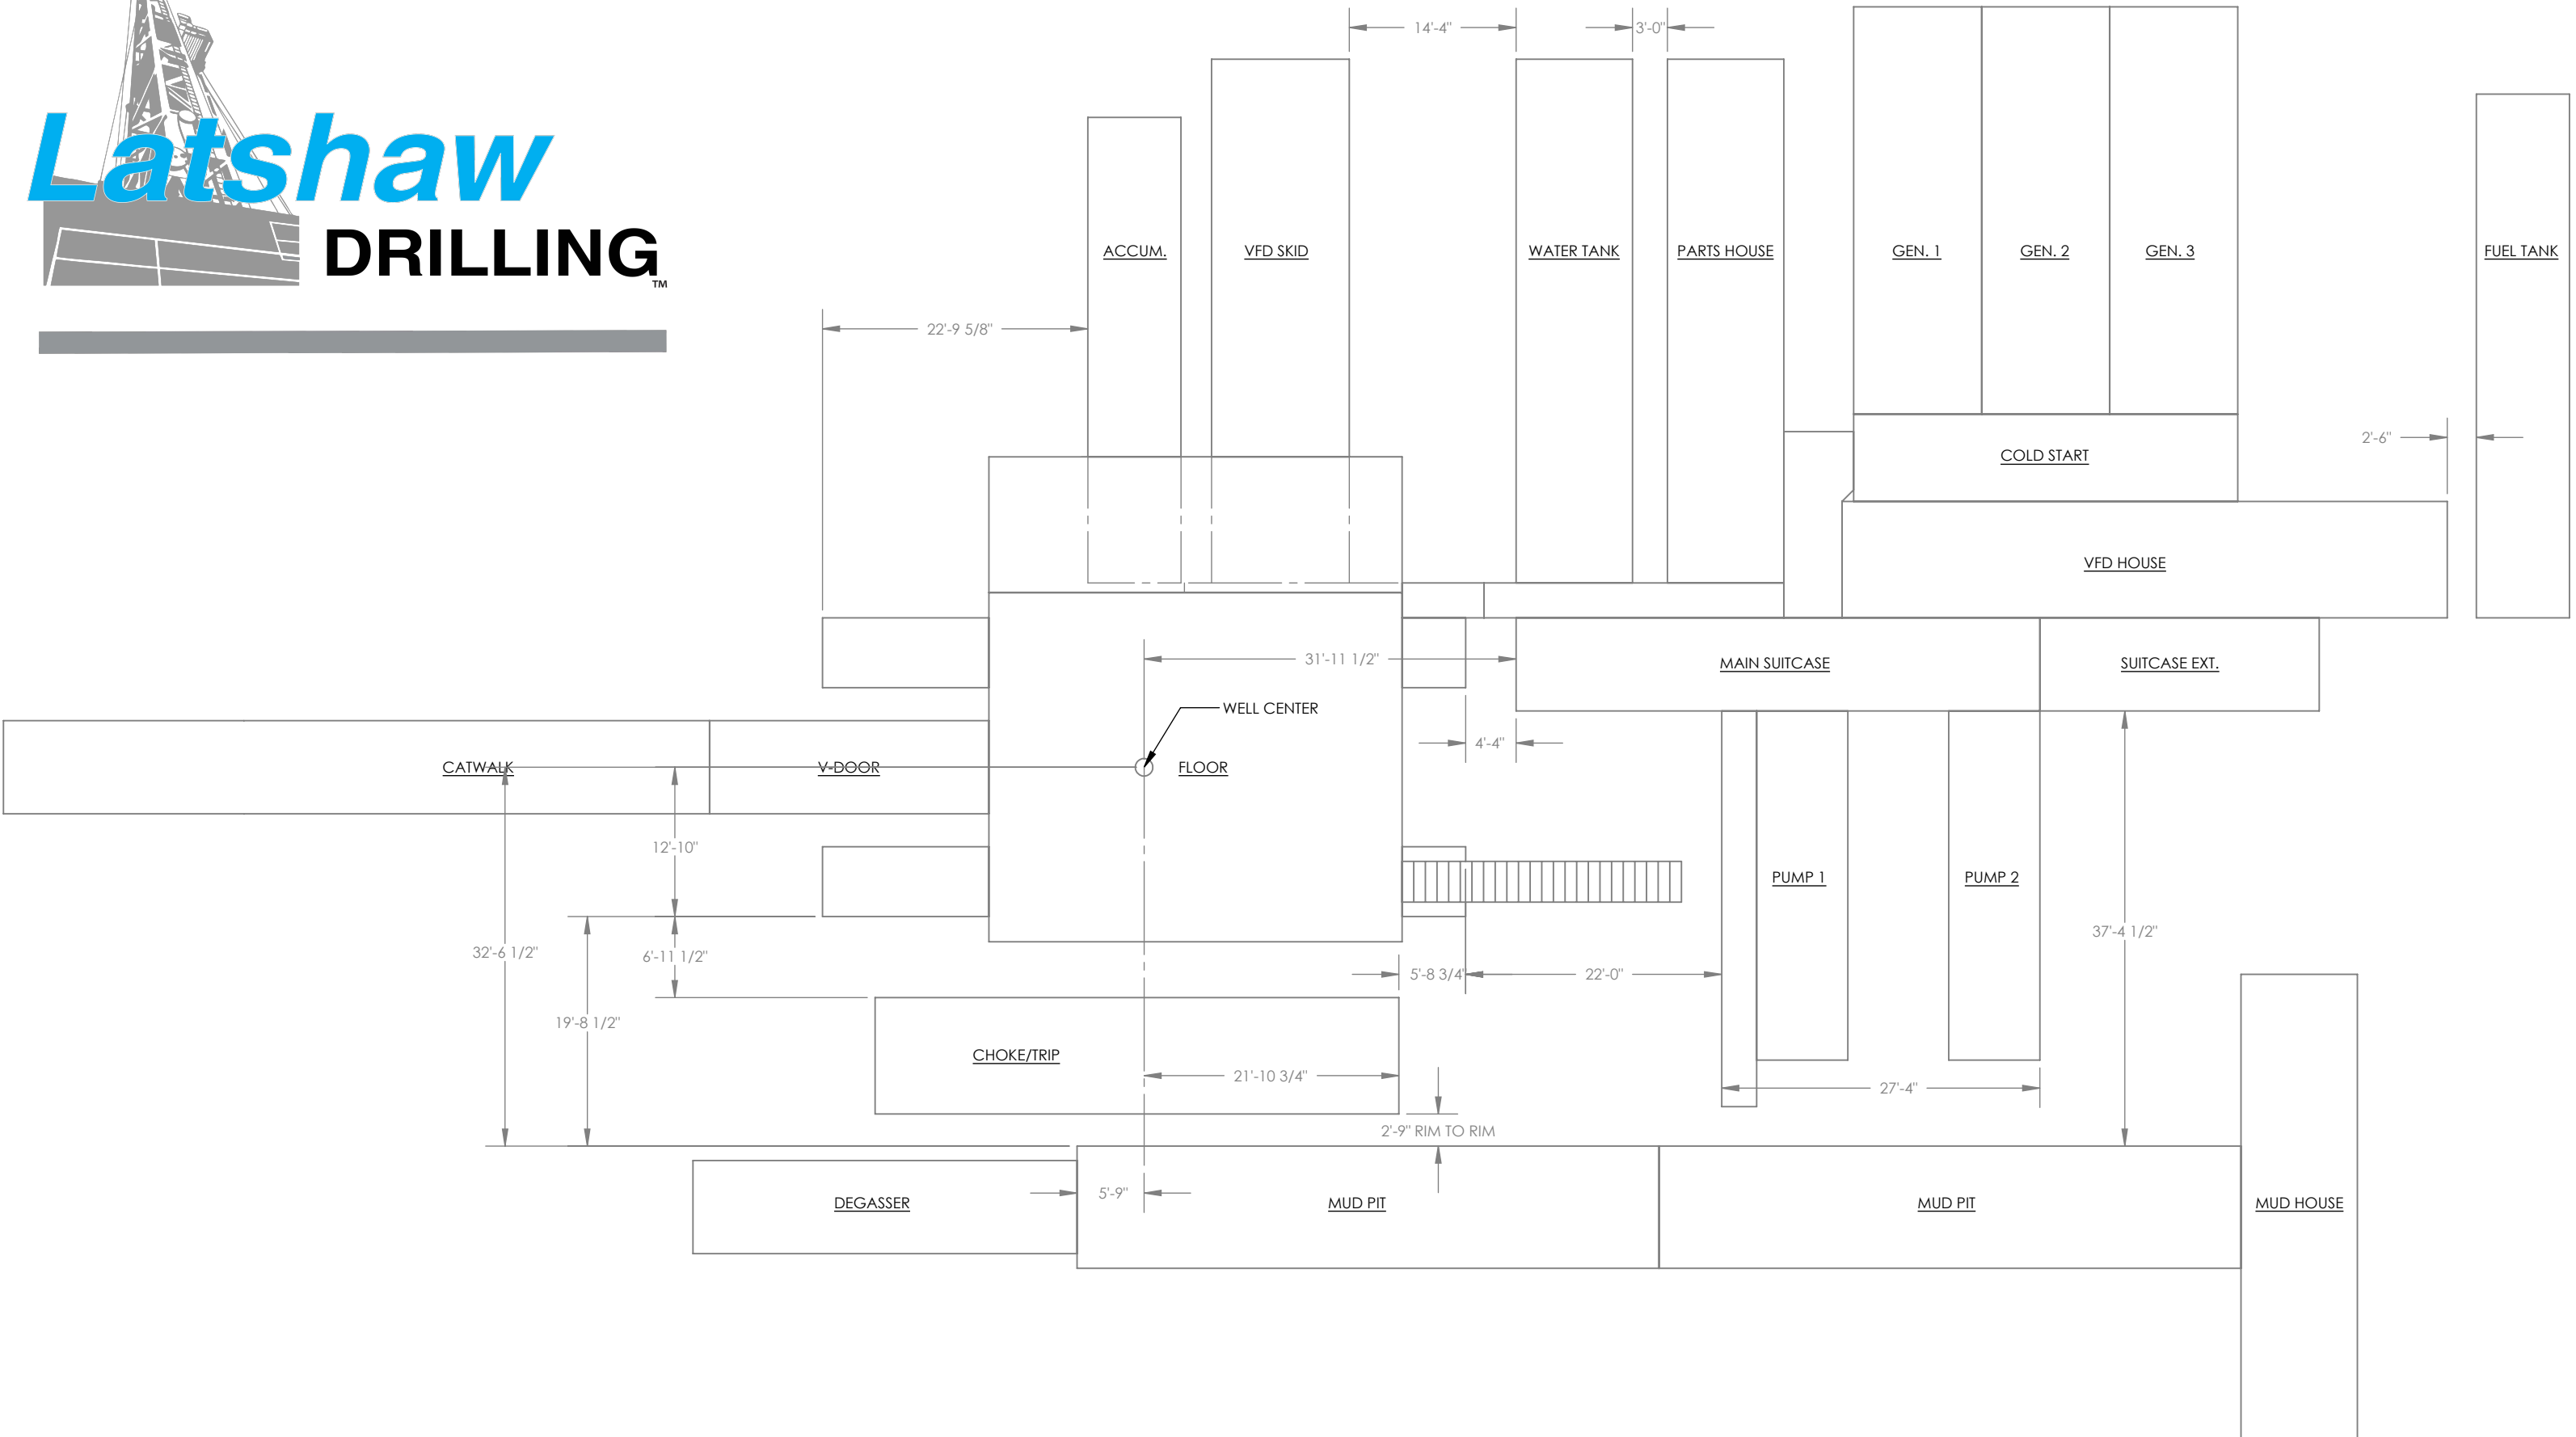 Latshaw
DRILLING
TM
14'-4"
3'-0"
ACCUM.
VFD SKID
WATER TANK
PARTS HOUSE
GEN. 1
GEN. 2
GEN. 3
FUEL TANK
22'-9 5/8"
2'-6"
COLD START
VFD HOUSE
31'-11 1/2"
MAIN SUITCASE
SUITCASE EXT.
WELL CENTER
4'-4"
CATWALK
V-DOOR
FLOOR
12'-10"
PUMP 1
PUMP 2
37'-4 1/2"
32'-6 1/2"
6'-11 1/2"
5'-8 3/4"
22'-0"
19'-8 1/2"
CHOKE/TRIP
21'-10 3/4"
27'-4"
2'-9" RIM TO RIM
5'-9"
DEGASSER
MUD PIT
MUD PIT
MUD HOUSE